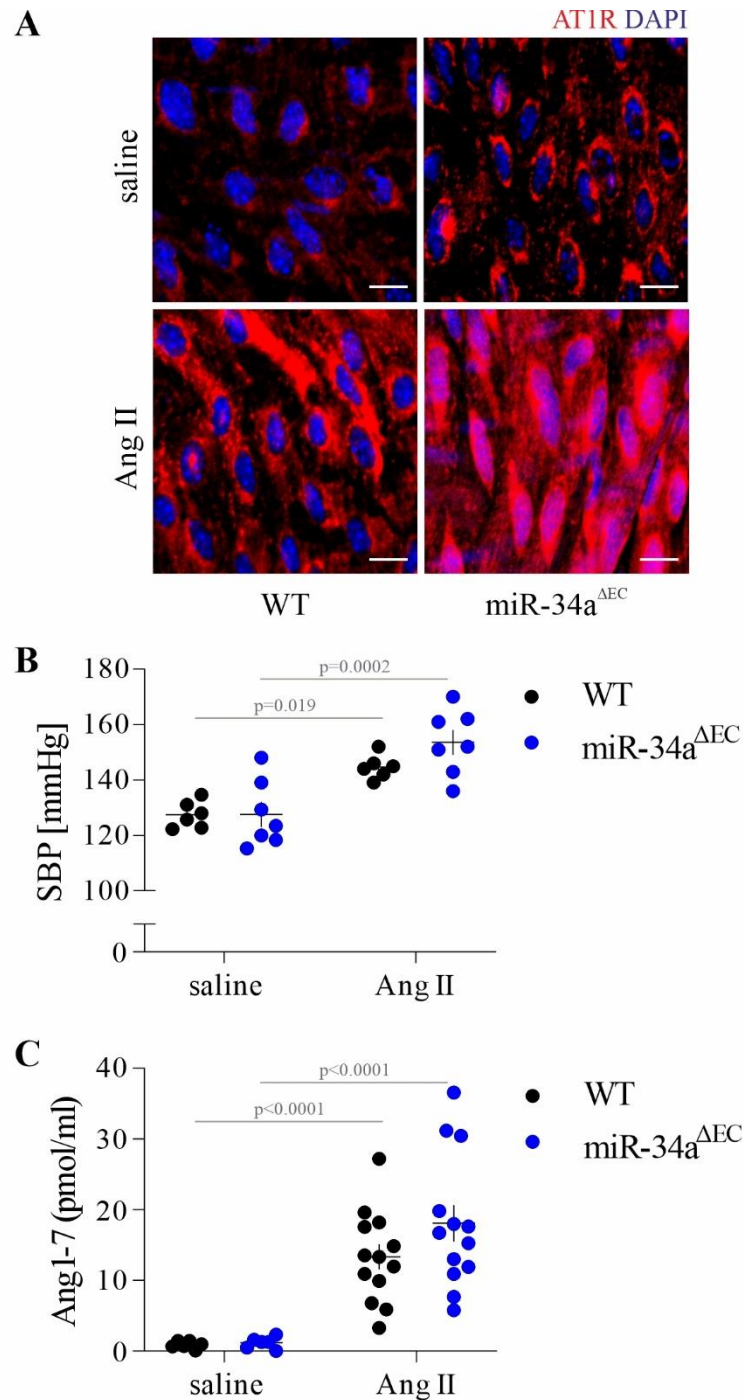 A
AT1R DAPI
saline
Ang II
WT
miR-34a^ΔEC
B
SBP [mmHg]
180
160
140
120
100
0
p=0.0002
p=0.019
WT
miR-34a^ΔEC
saline
Ang II
C
Ang1-7 (pmol/ml)
40
30
20
10
0
p<0.0001
p<0.0001
WT
miR-34a^ΔEC
saline
Ang II